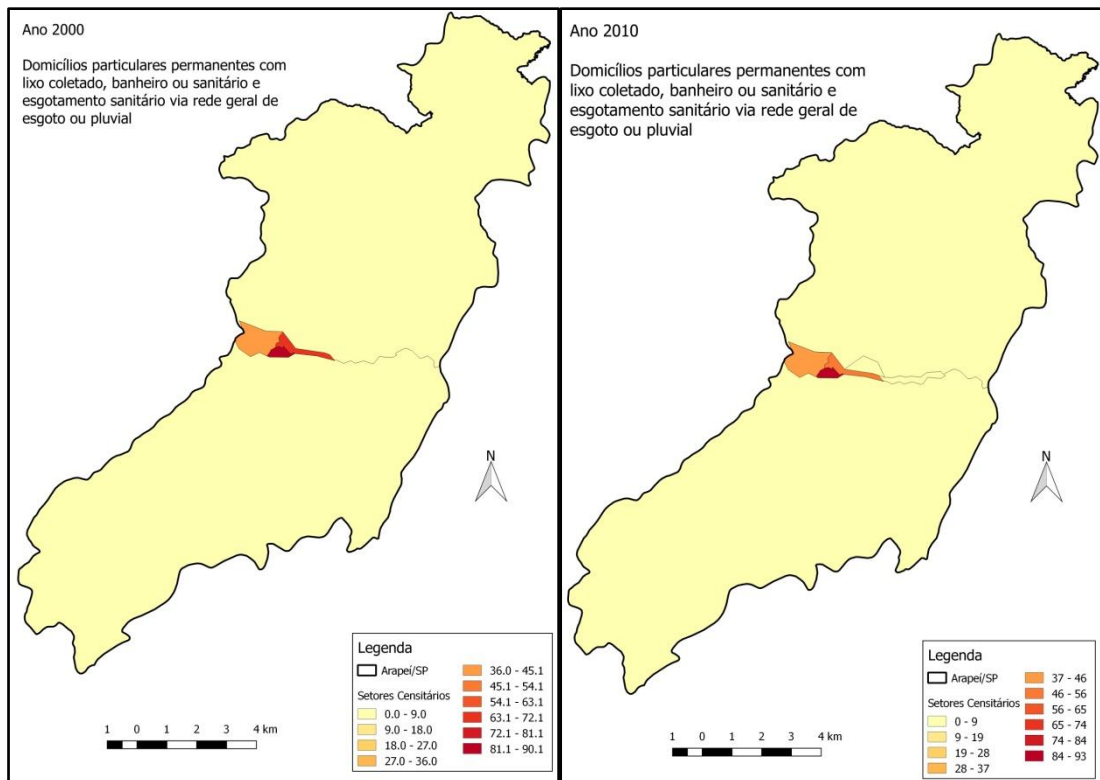 Ano 2000
Domicílios particulares permanentes com
lixo coletado, banheiro ou sanitário e
esgotamento sanitário via rede geral de
esgoto ou pluvial
N
Legenda
Arapeí/SP
Setores Censitários
0.0 - 9.0
9.0 - 18.0
18.0 - 27.0
27.0 - 36.0
36.0 - 45.1
45.1 - 54.1
54.1 - 63.1
63.1 - 72.1
72.1 - 81.1
81.1 - 90.1
1 0 1 2 3 4 km
Ano 2010
Domicílios particulares permanentes com
lixo coletado, banheiro ou sanitário e
esgotamento sanitário via rede geral de
esgoto ou pluvial
N
Legenda
Arapeí/SP
Setores Censitários
0 - 9
9 - 19
19 - 28
28 - 37
37 - 46
46 - 56
56 - 65
65 - 74
74 - 84
84 - 93
1 0 1 2 3 4 km